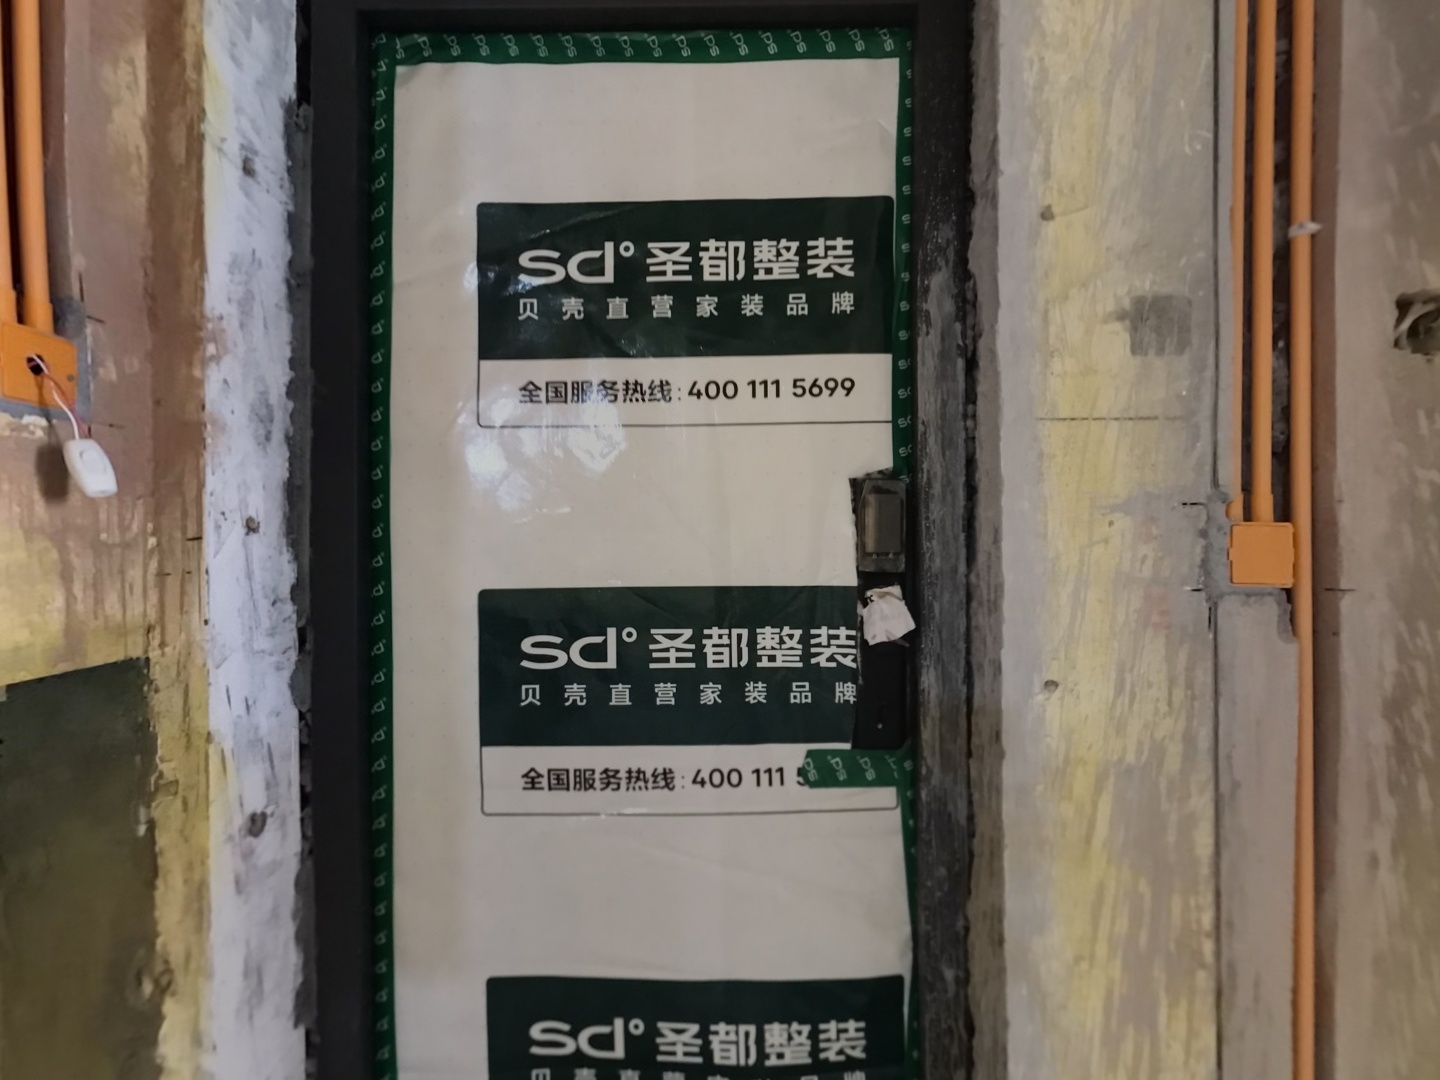 sd° 圣都整装
贝壳直营家装品牌
全国服务热线: 400 111 5699
sd° 圣都整装
贝壳直营家装品牌
全国服务热线: 400 111
sd° 圣都整装